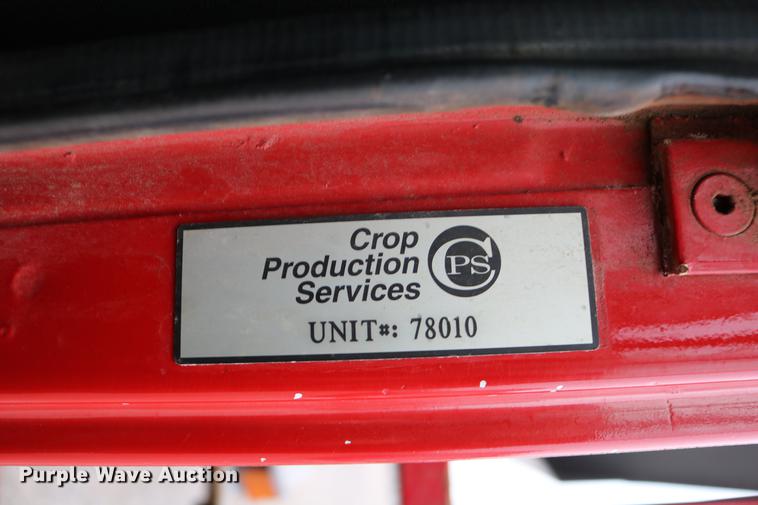 Crop
Production
Services
CPS
UNIT#: 78010
Purple Wave Auction